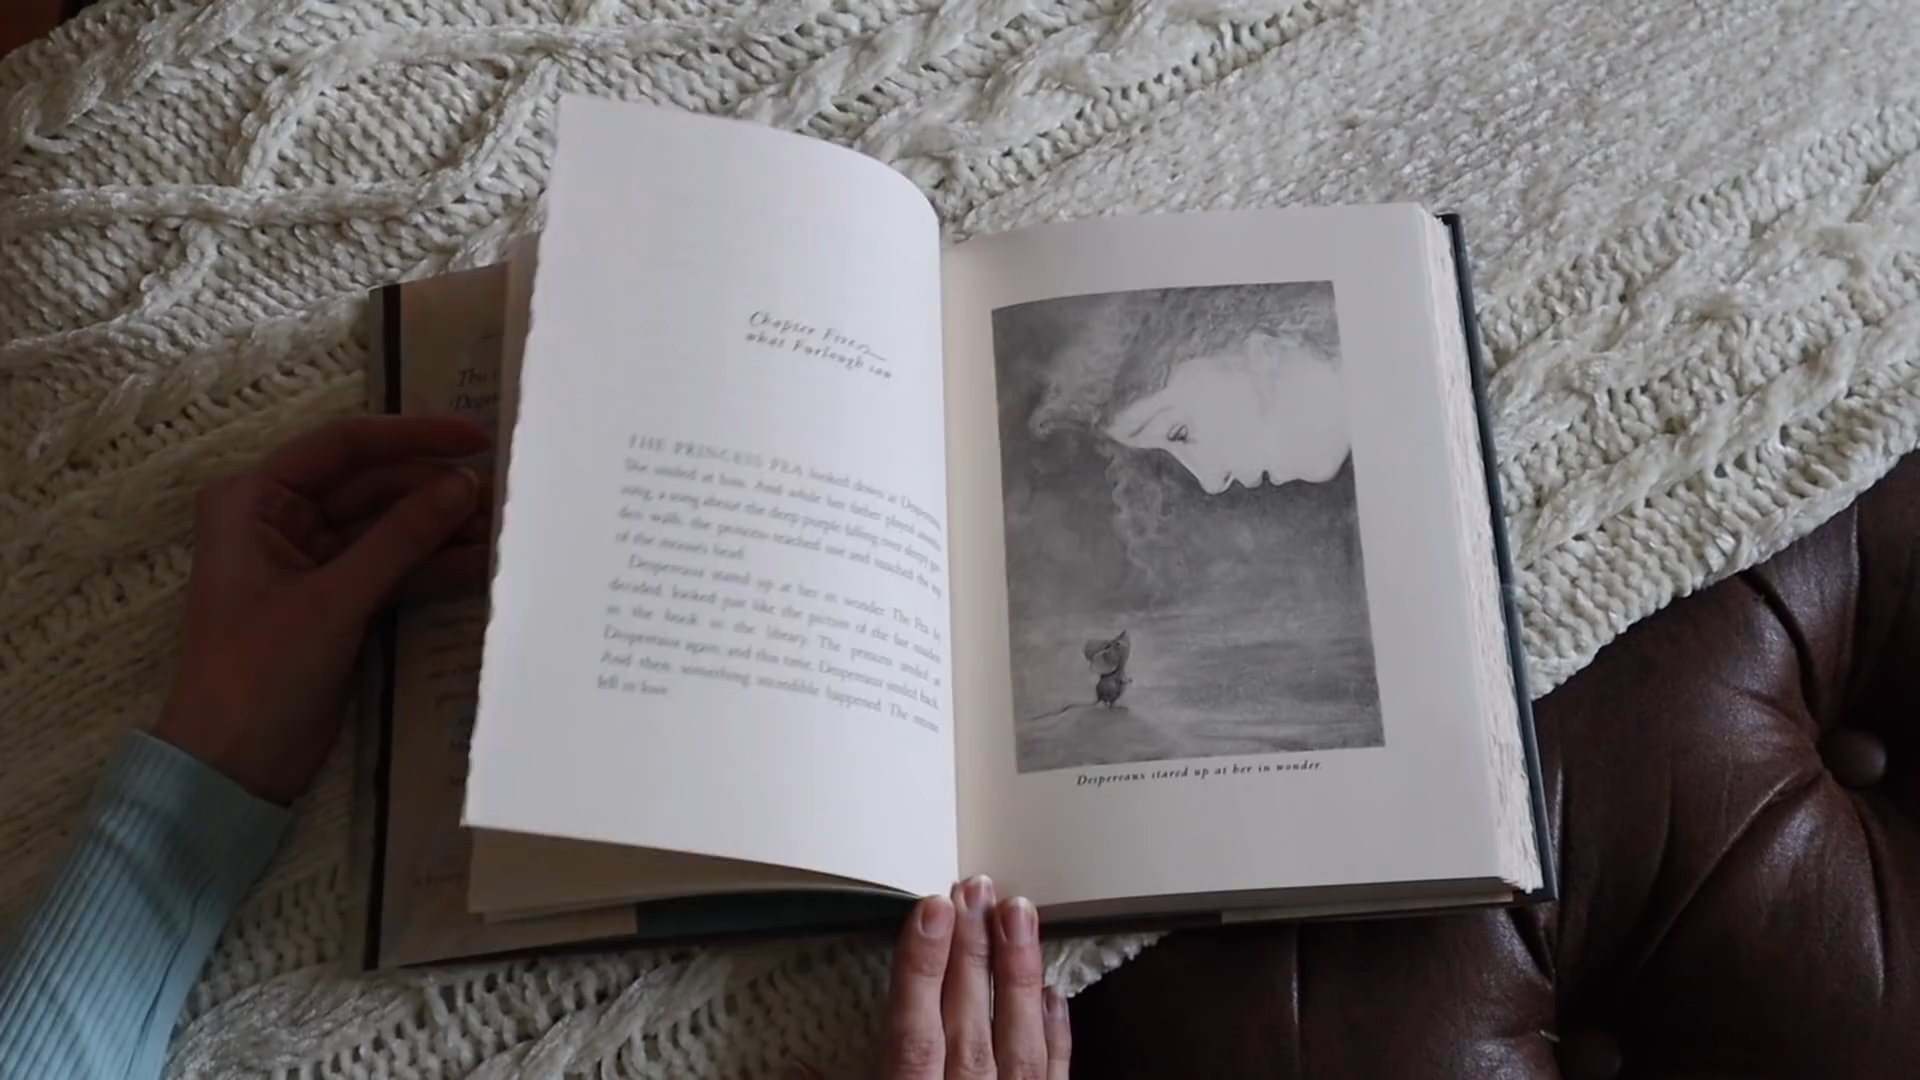 This i
Despe
Chapter Five
what Furlough saw
THE PRINCESS PEA looked down at Despereaux.
She smiled at him. And while her father played another
song, a song about the deep purple falling over sleepy gar-
den walls, the princess reached out and touched the top
of the mouse's head.
Despereaux stared up at her in wonder. The Pea, he
decided, looked just like the picture of the fair maiden
in the book in the library. The princess smiled at
Despereaux again, and this time, Despereaux smiled back.
And then, something incredible happened: The mouse
fell in love.
Despereaux stared up at her in wonder.